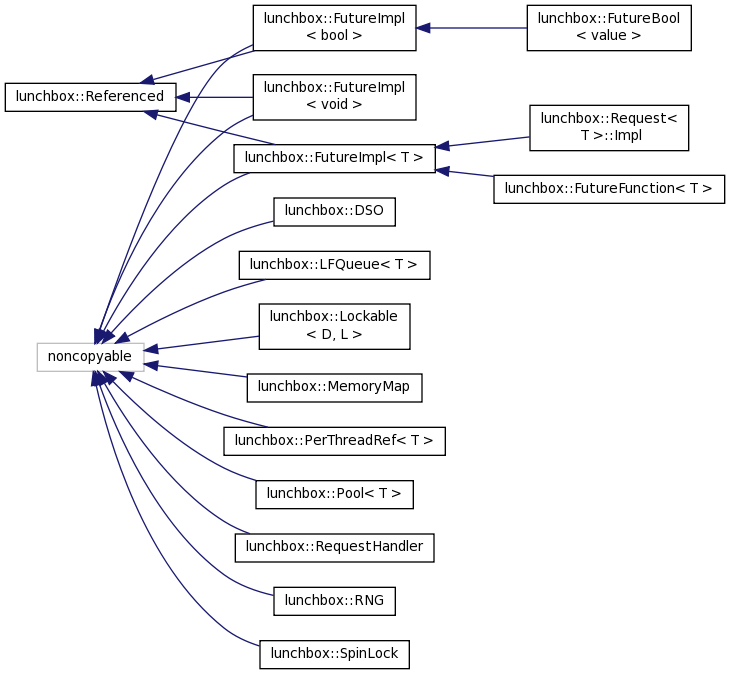 lunchbox::FutureImpl
< bool >
lunchbox::FutureBool
< value >
lunchbox::Referenced
lunchbox::FutureImpl
< void >
lunchbox::Request<
T >::Impl
lunchbox::FutureImpl< T >
lunchbox::FutureFunction< T >
lunchbox::DSO
lunchbox::LFQueue< T >
lunchbox::Lockable
< D, L >
noncopyable
lunchbox::MemoryMap
lunchbox::PerThreadRef< T >
lunchbox::Pool< T >
lunchbox::RequestHandler
lunchbox::RNG
lunchbox::SpinLock